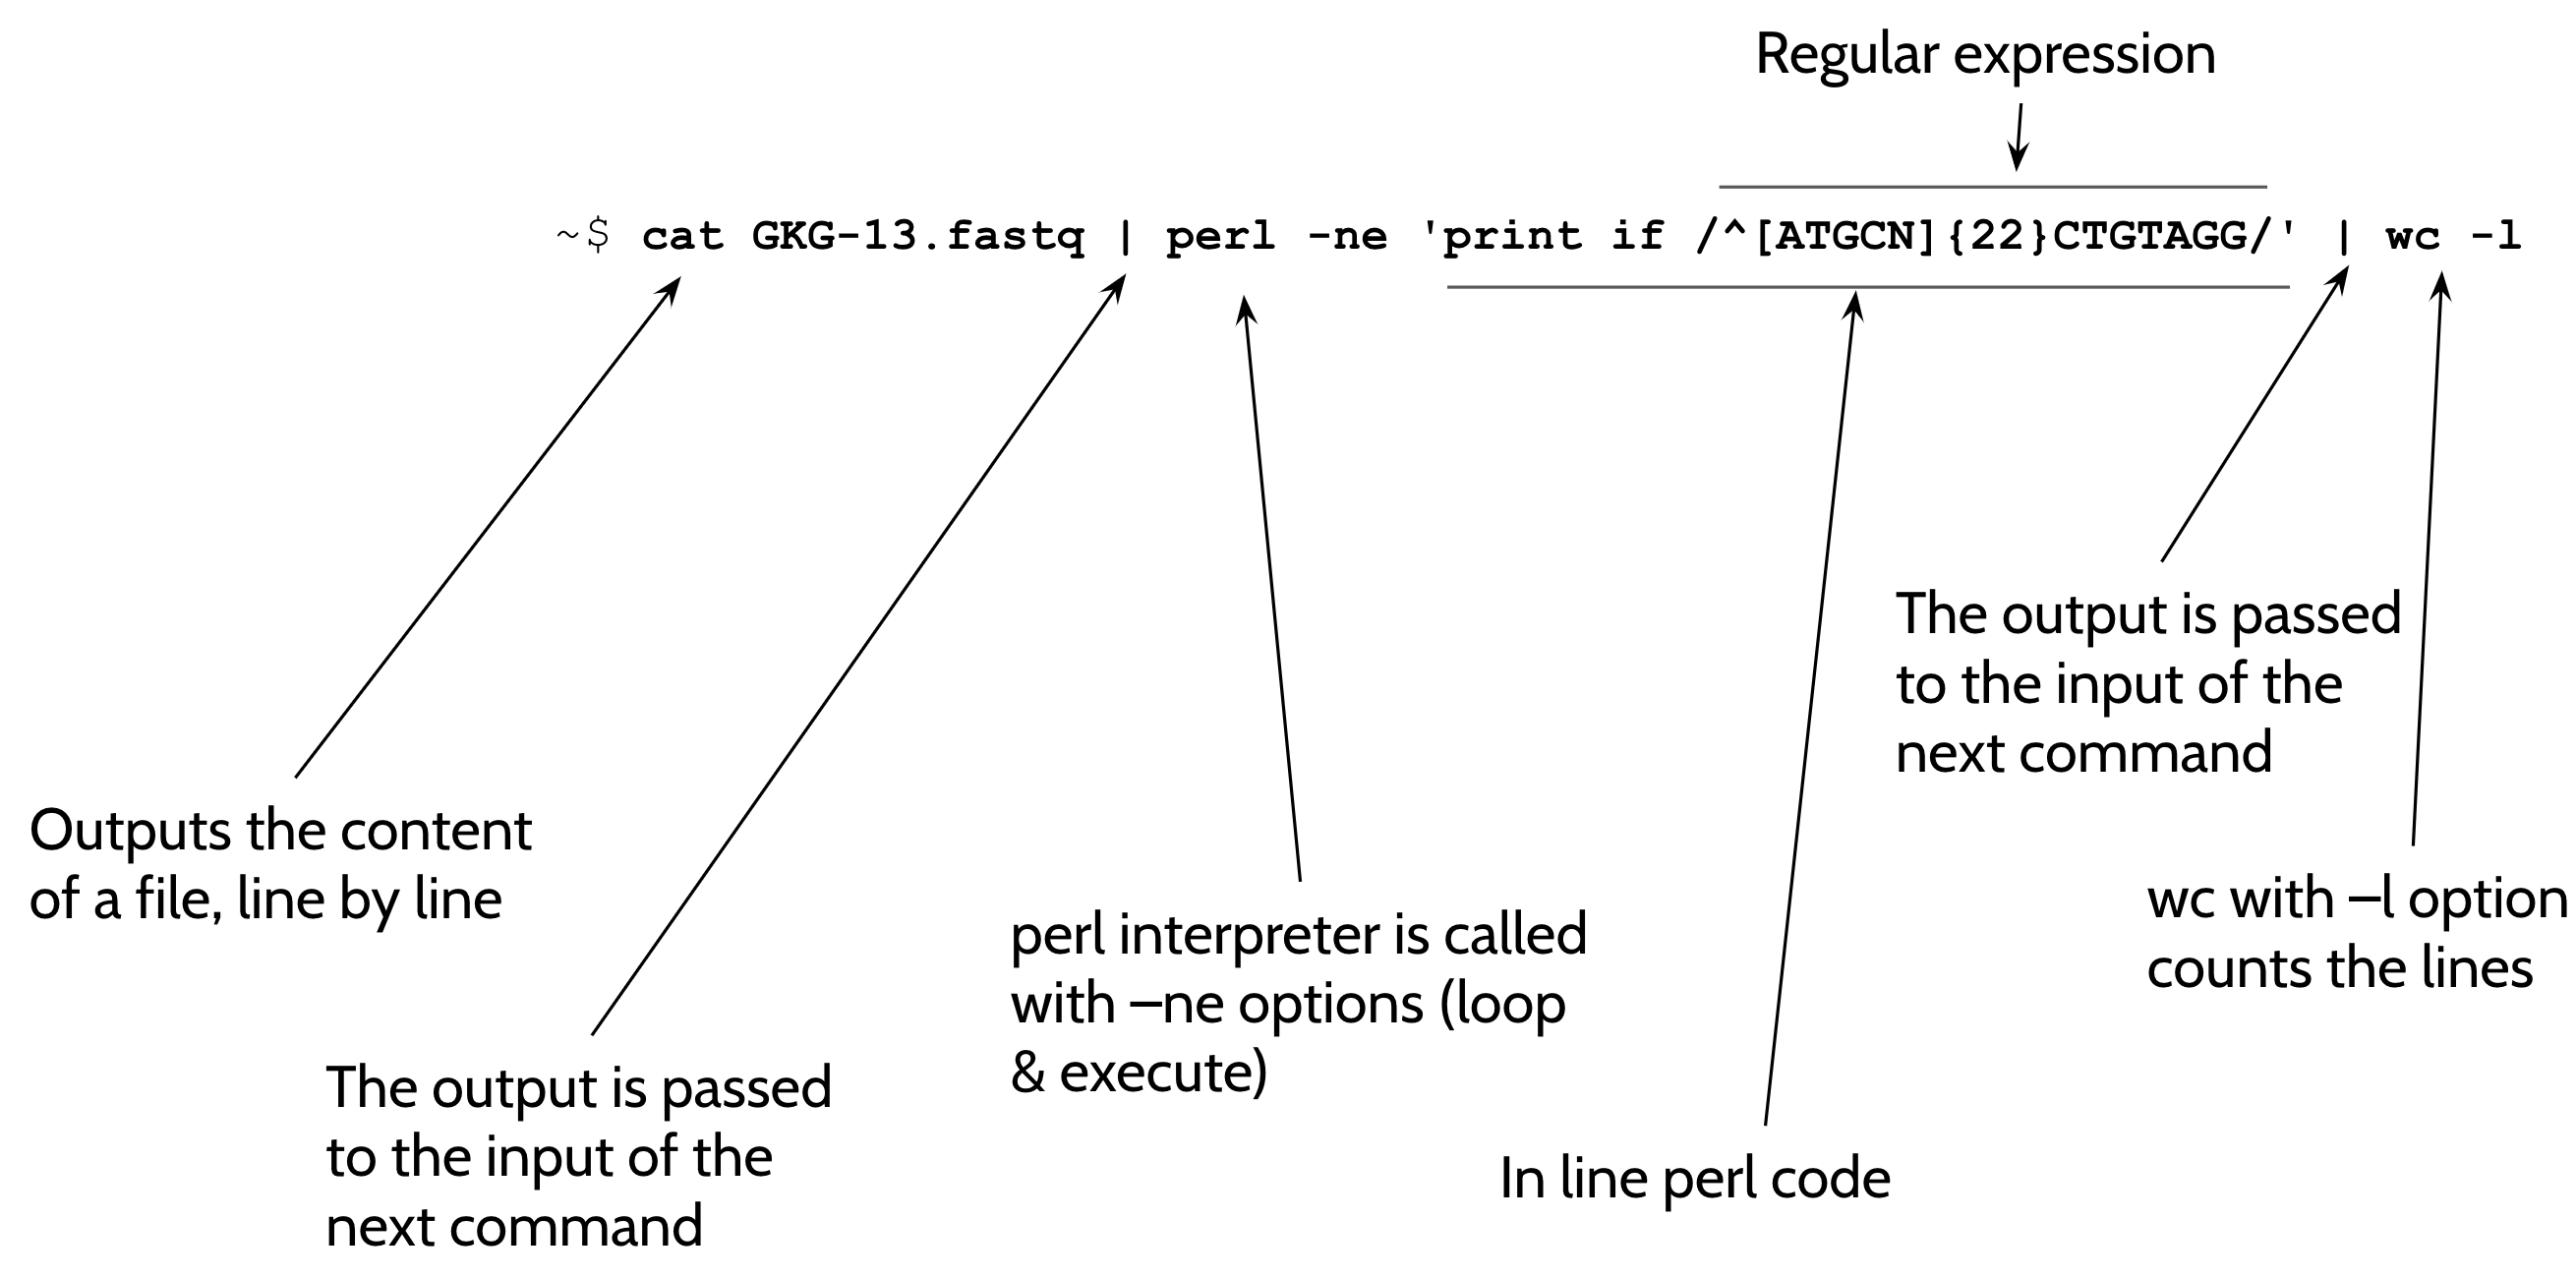 Regular expression
~$ cat GKG-13.fastq | perl -ne 'print if /^[ATGCN]{22}CTGTAGG/' | wc -l
The output is passed
to the input of the
next command
Outputs the content
of a file, line by line
wc with –l option
counts the lines
perl interpreter is called
with –ne options (loop
& execute)
The output is passed
to the input of the
next command
In line perl code